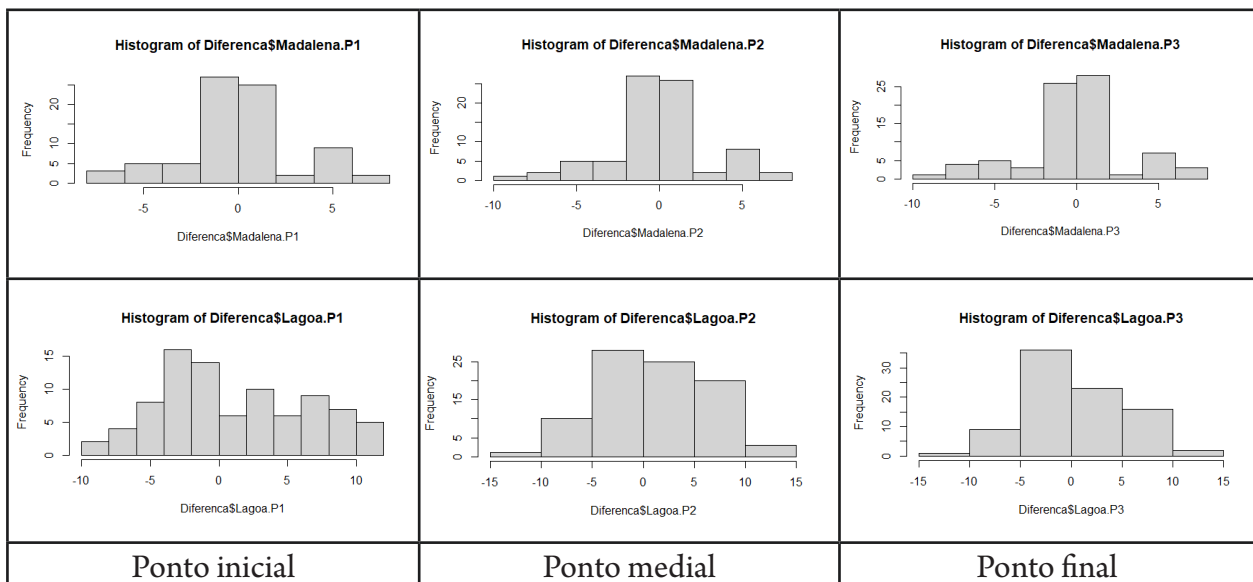 Histogram of Diferenca$Madalena.P1
Frequency
0 5 10 20
-5 0 5
Diferenca$Madalena.P1
Histogram of Diferenca$Madalena.P2
Frequency
0 5 10 20
-10 -5 0 5
Diferenca$Madalena.P2
Histogram of Diferenca$Madalena.P3
Frequency
0 5 15 25
-10 -5 0 5
Diferenca$Madalena.P3
Histogram of Diferenca$Lagoa.P1
Frequency
0 5 10 15
-10 -5 0 5 10
Diferenca$Lagoa.P1
Histogram of Diferenca$Lagoa.P2
Frequency
0 5 15 25
-15 -10 -5 0 5 10 15
Diferenca$Lagoa.P2
Histogram of Diferenca$Lagoa.P3
Frequency
0 10 20 30
-15 -10 -5 0 5 10 15
Diferenca$Lagoa.P3
Ponto inicial
Ponto medial
Ponto final